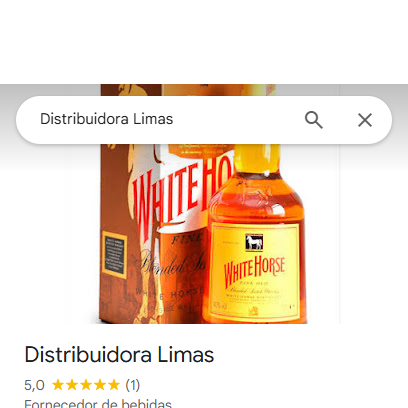 Distribuidora Limas
WHITE HO
FINE
Blended
WHITE HORSE
WHITE HORSE
FINE OLD
Blended Scotch Whisky
Distribuidora Limas
5,0 ★★★★★ (1)
Fornecedor de bebidas